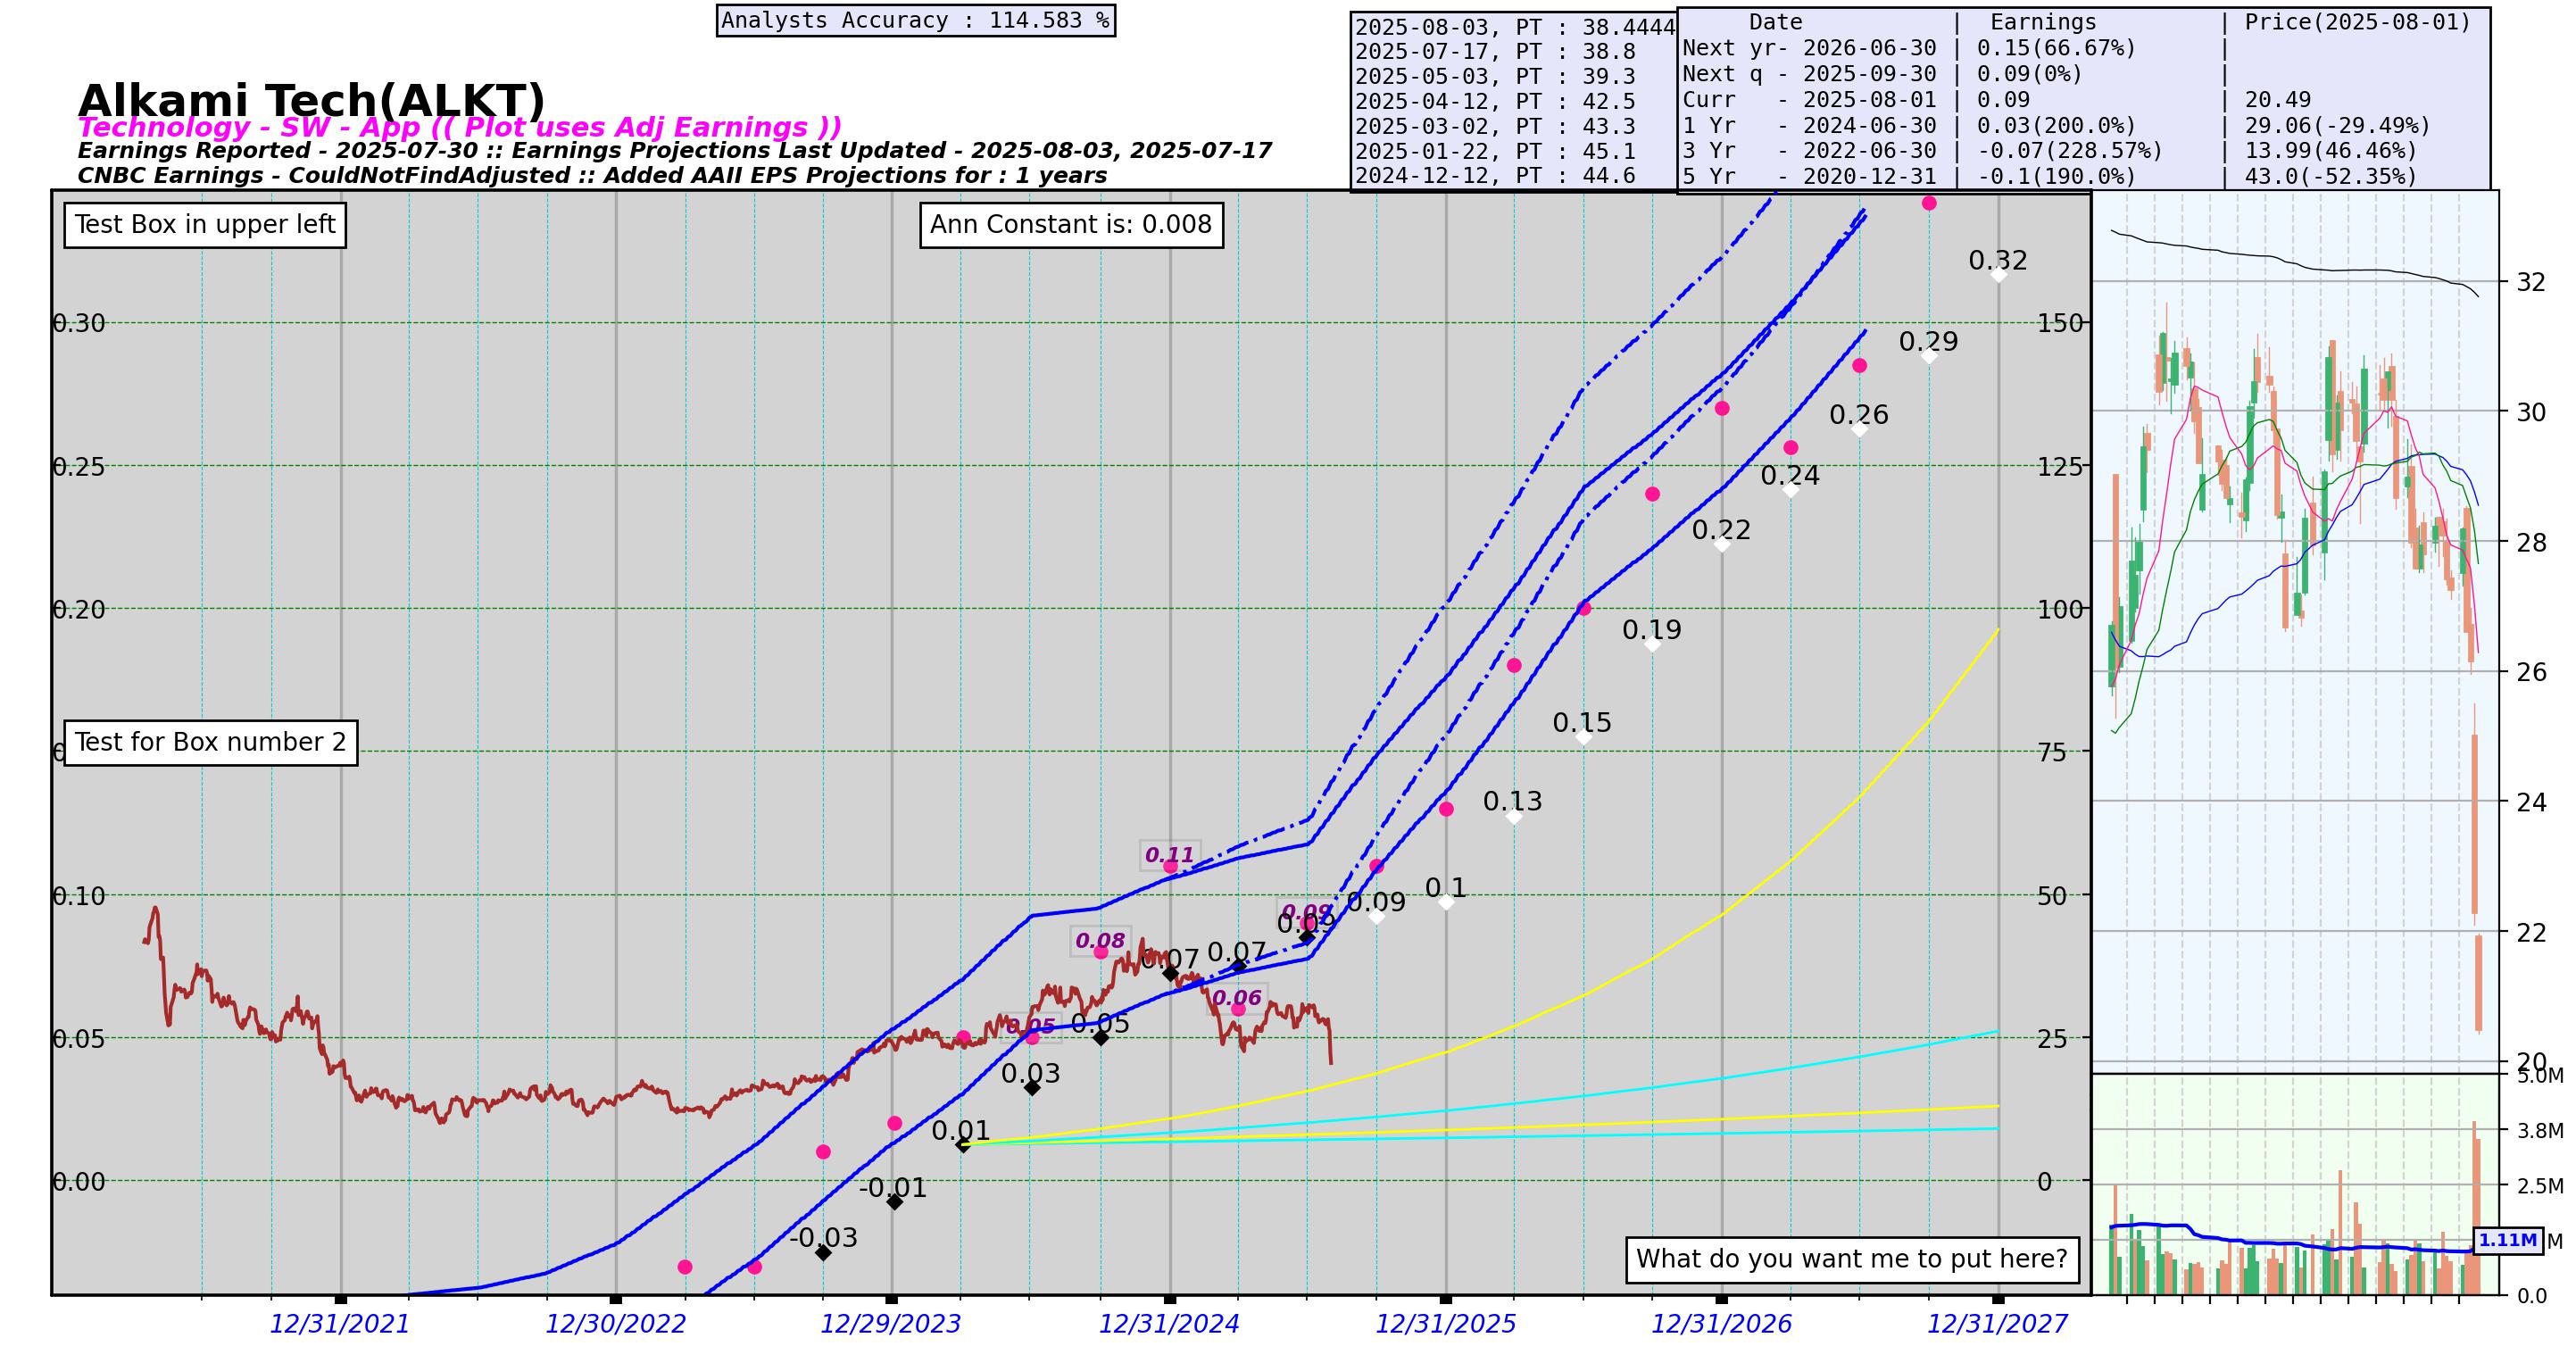 Analysts Accuracy : 114.583 %
2025-08-03, PT : 38.4444
2025-07-17, PT : 38.8
2025-05-03, PT : 39.3
2025-04-12, PT : 42.5
2025-03-02, PT : 43.3
2025-01-22, PT : 45.1
2024-12-12, PT : 44.6
Date | Earnings | Price(2025-08-01)
Next yr- 2026-06-30 | 0.15(66.67%) |
Next q - 2025-09-30 | 0.09(0%) |
Curr - 2025-08-01 | 0.09 | 20.49
1 Yr - 2024-06-30 | 0.03(200.0%) | 29.06(-29.49%)
3 Yr - 2022-06-30 | -0.07(228.57%) | 13.99(46.46%)
5 Yr - 2020-12-31 | -0.1(190.0%) | 43.0(-52.35%)
Alkami Tech(ALKT)
Technology - SW - App (( Plot uses Adj Earnings ))
Earnings Reported - 2025-07-30 :: Earnings Projections Last Updated - 2025-08-03, 2025-07-17
CNBC Earnings - CouldNotFindAdjusted :: Added AAII EPS Projections for : 1 years
Test Box in upper left
Ann Constant is: 0.008
Test for Box number 2
What do you want me to put here?
0.30
0.25
0.20
0.10
0.05
0.00
150
125
100
75
50
25
0
-0.03
-0.01
0.01
0.03
0.05
0.07
0.07
0.09
0.09
0.1
0.13
0.15
0.19
0.22
0.24
0.26
0.29
0.32
0.05
0.08
0.11
0.06
0.09
32
30
28
26
24
22
20
5.0M
3.8M
2.5M
1.11M
M
0.0
12/31/2021
12/30/2022
12/29/2023
12/31/2024
12/31/2025
12/31/2026
12/31/2027